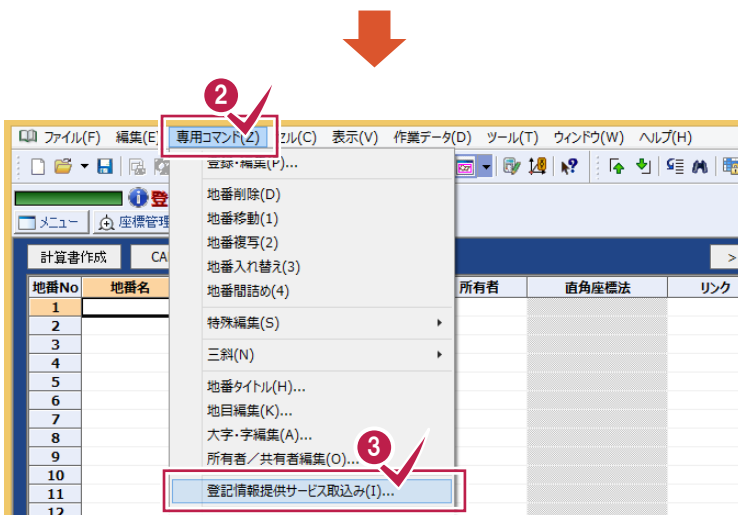 2
ファイル(F) 編集(E 専用コマンド(Z) セル(C) 表示(V) 作業データ(D) ツール(T) ウィンドウ(W) ヘルプ(H)
登録・編集(P)...
登
地番削除(D)
メニュー 座標管理
地番移動(1)
地番複写(2)
計算書作成 CA >
地番入れ替え(3)
地番No 地番名 所有者 直角座標法 リンク
地番間詰め(4)
1
2
特殊編集(S)
3
三斜(N)
4
5
地番タイトル(H)...
6
地目編集(K)...
7
大字・字編集(A)...
8
3
所有者/共有者編集(O)...
9
10
登記情報提供サービス取込み(I)...
11
12